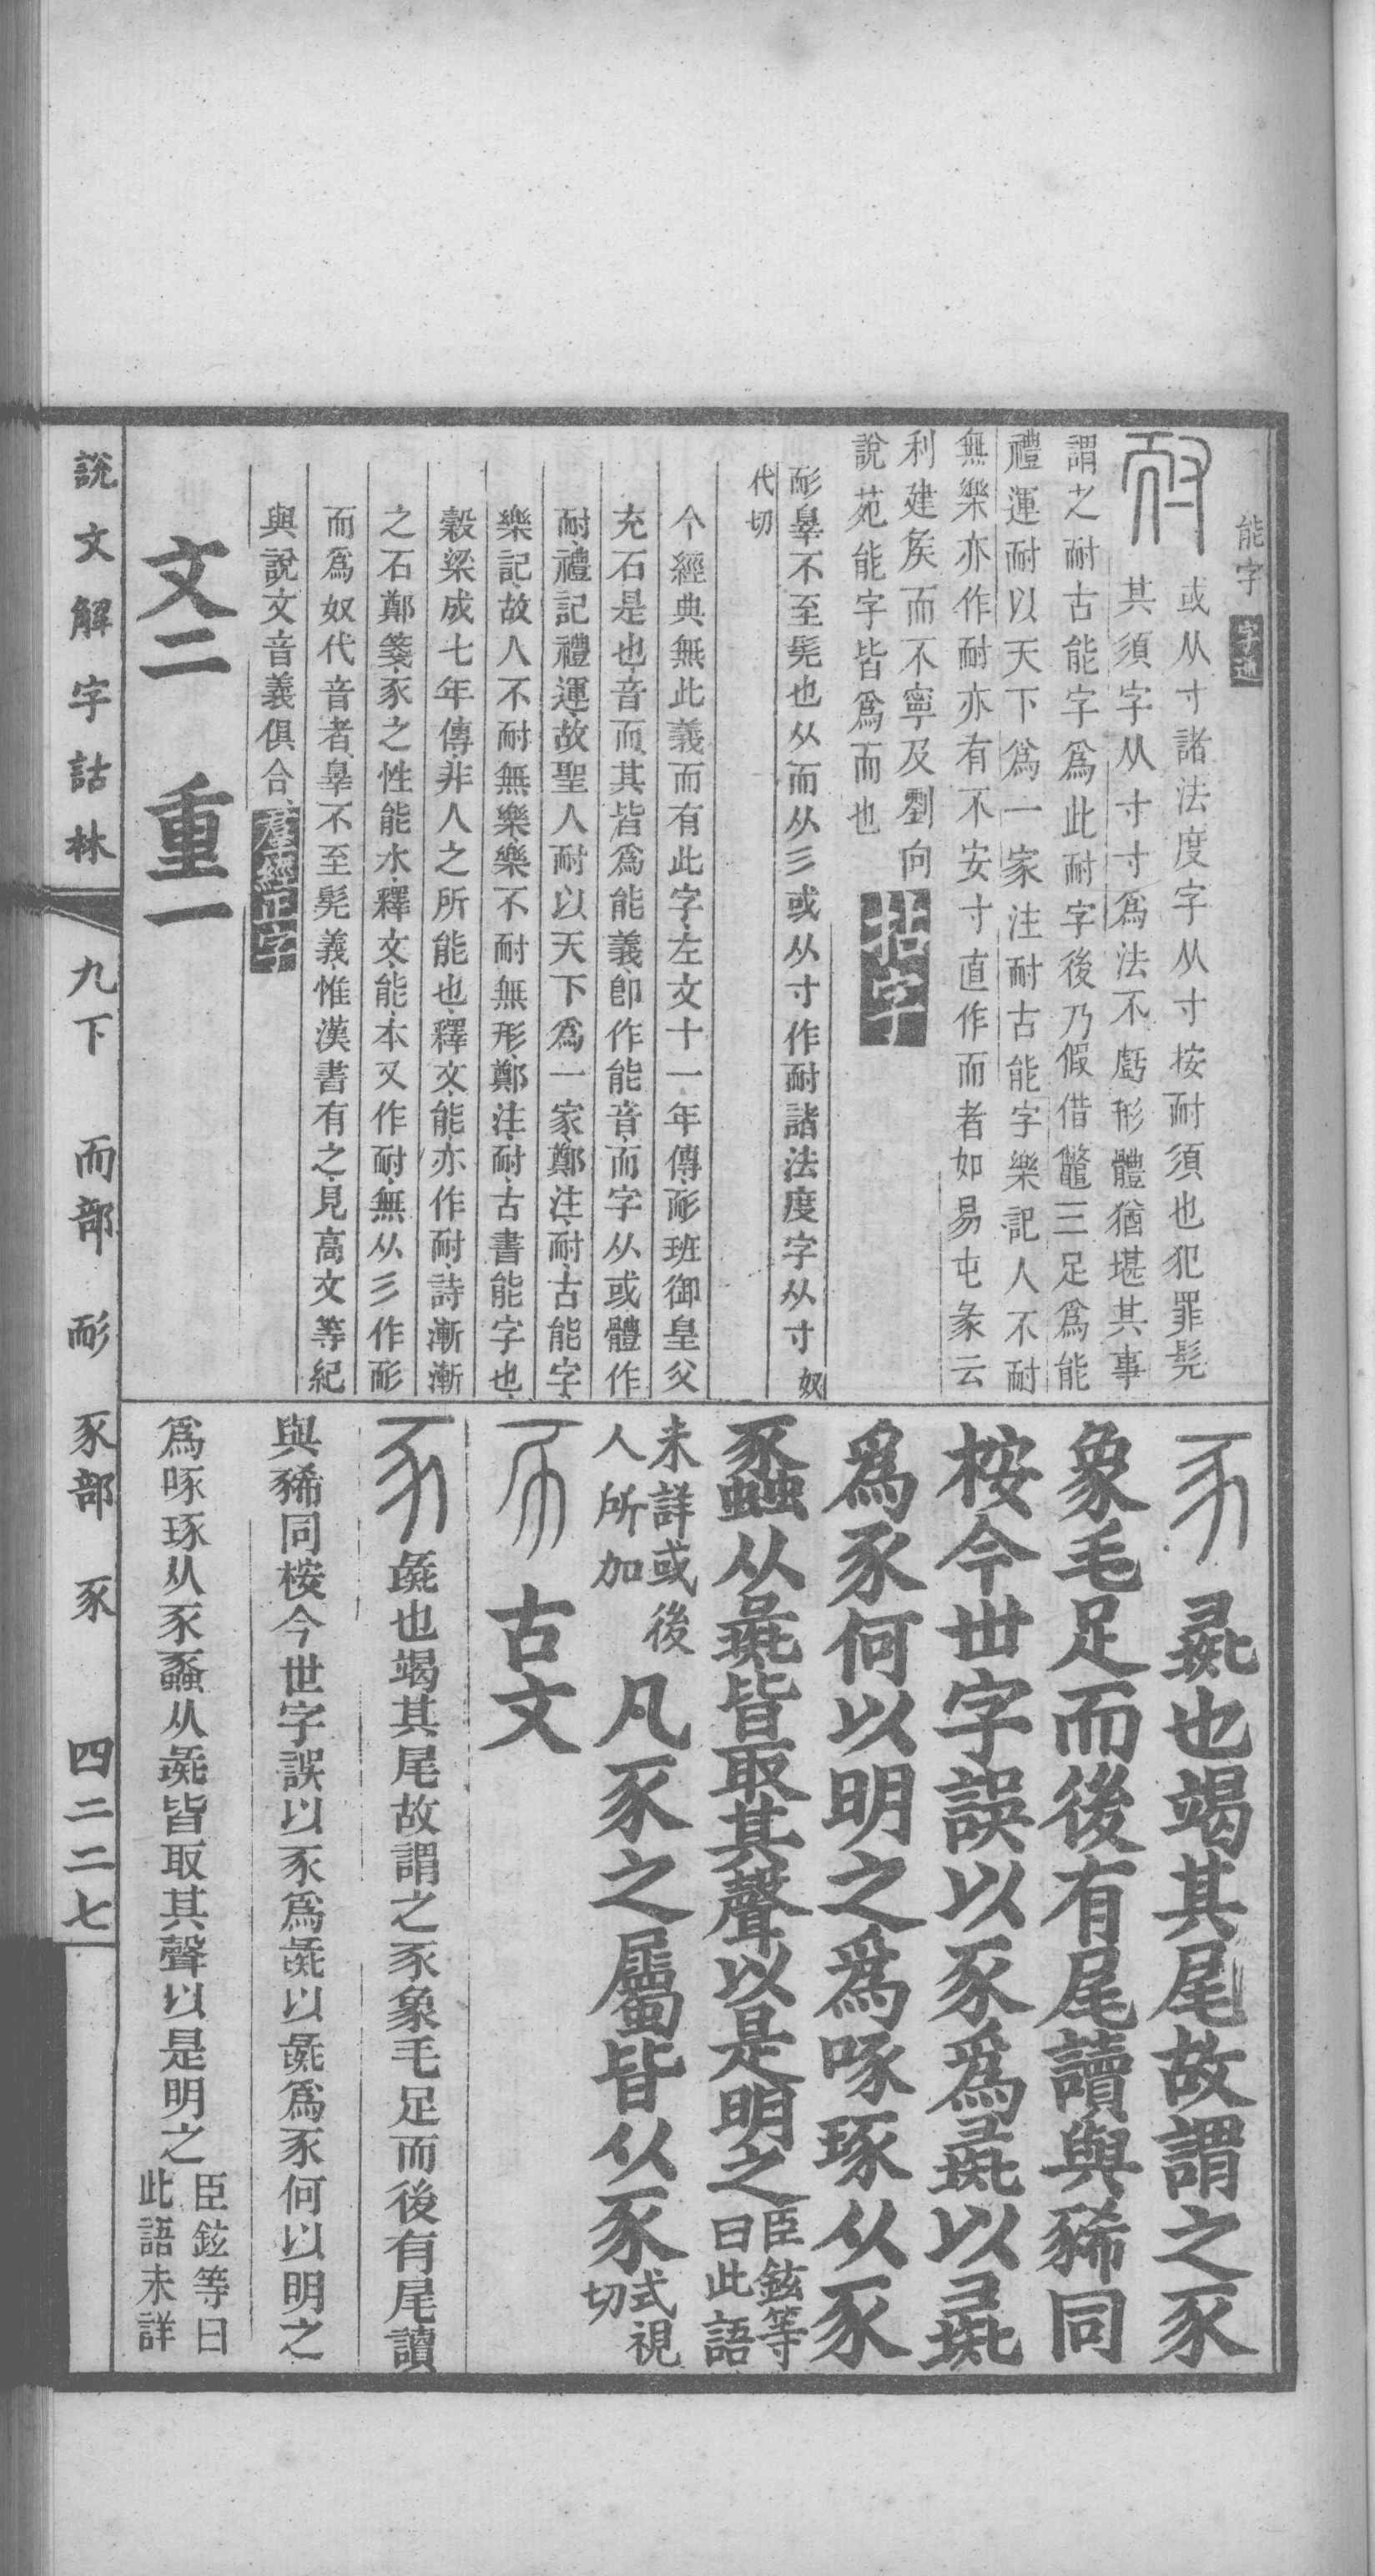 能字 字通
耐 或从寸諸法度字从寸按耐須也犯罪髡
其須字从寸寸爲法不虧形體猶堪其事
謂之耐古能字爲此耐字後乃假借鼈三足爲能
禮運耐以天下爲一家注耐古能字樂記人不耐
無樂亦作耐亦有不安寸直作而者如易屯彖云
利建矦而不寧及劉向
說苑能字皆爲而也
耏辠不至髡也从而从彡或从寸作耐諸法度字从寸 奴
代切
今經典無此義而有此字左文十一年傳耏班御皇父
充石是也音而其皆爲能義卽作能音而字从或體作
耐禮記禮運故聖人耐以天下爲一家鄭注耐古能字
樂記故人不耐無樂樂不耐無形鄭注耐古書能字也
穀梁成七年傳非人之所能也釋文能亦作耐詩漸漸
之石鄭箋豕之性能水釋文能本又作耐無从彡作耏
而爲奴代音者辠不至髡義惟漢書有之見高文等紀
與說文音義俱合 羣經正字
文二 重一
豕 彘也竭其尾故謂之豕
象毛足而後有尾讀與豨同
桉今世字誤以豕爲彘以彘
爲豕何以明之爲啄琢从豕
蟸从彘皆取其聲以是明之 臣鉉等
曰此語
未詳或後
人所加 凡豕之屬皆从豕 式視
切
古文
豕 彘也竭其尾故謂之豕象毛足而後有尾讀
與豨同桉今世字誤以豕爲彘以彘爲豕何以明之
爲啄琢从豕蟸从彘皆取其聲以是明之 臣鉉等曰
此語未詳
說文解字詁林 九下 而部 耏 豕部 豕 四二二七